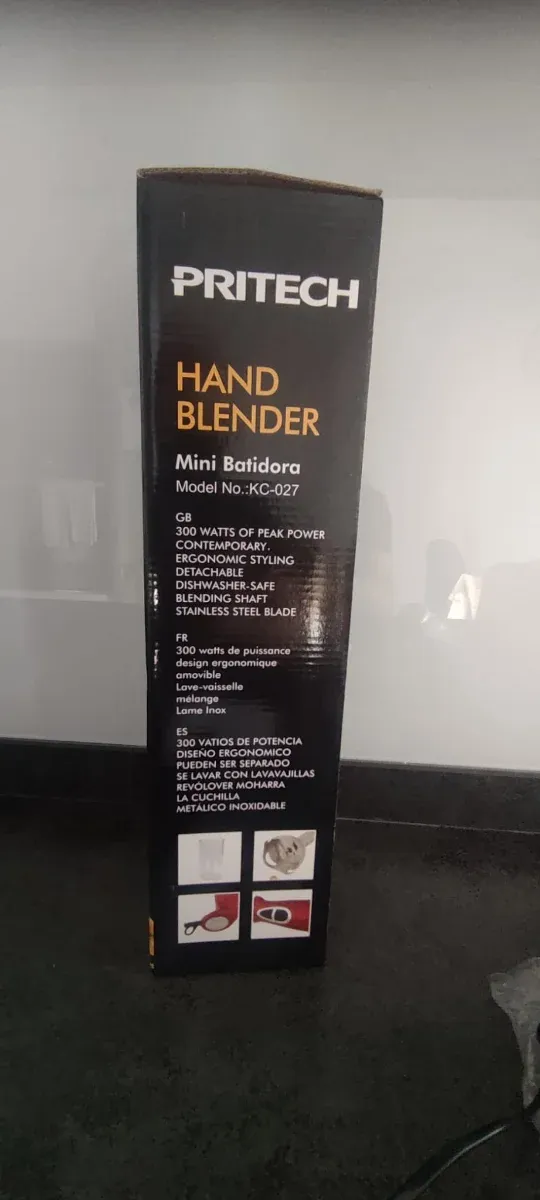 PRITECH
HAND
BLENDER
Mini Batidora
Model No.:KC-027
GB
300 WATTS OF PEAK POWER
CONTEMPORARY.
ERGONOMIC STYLING
DETACHABLE
DISHWASHER-SAFE
BLENDING SHAFT
STAINLESS STEEL BLADE
FR
300 watts de puissance
design ergonomique
amovible
Lave-vaisselle
mélange
Lame Inox
ES
300 VATIOS DE POTENCIA
DISEÑO ERGONOMICO
PUEDEN SER SEPARADO
SE LAVAR CON LAVAVAJILLAS
REVÓLOVER MOHARRA
LA CUCHILLA
METÁLICO INOXIDABLE